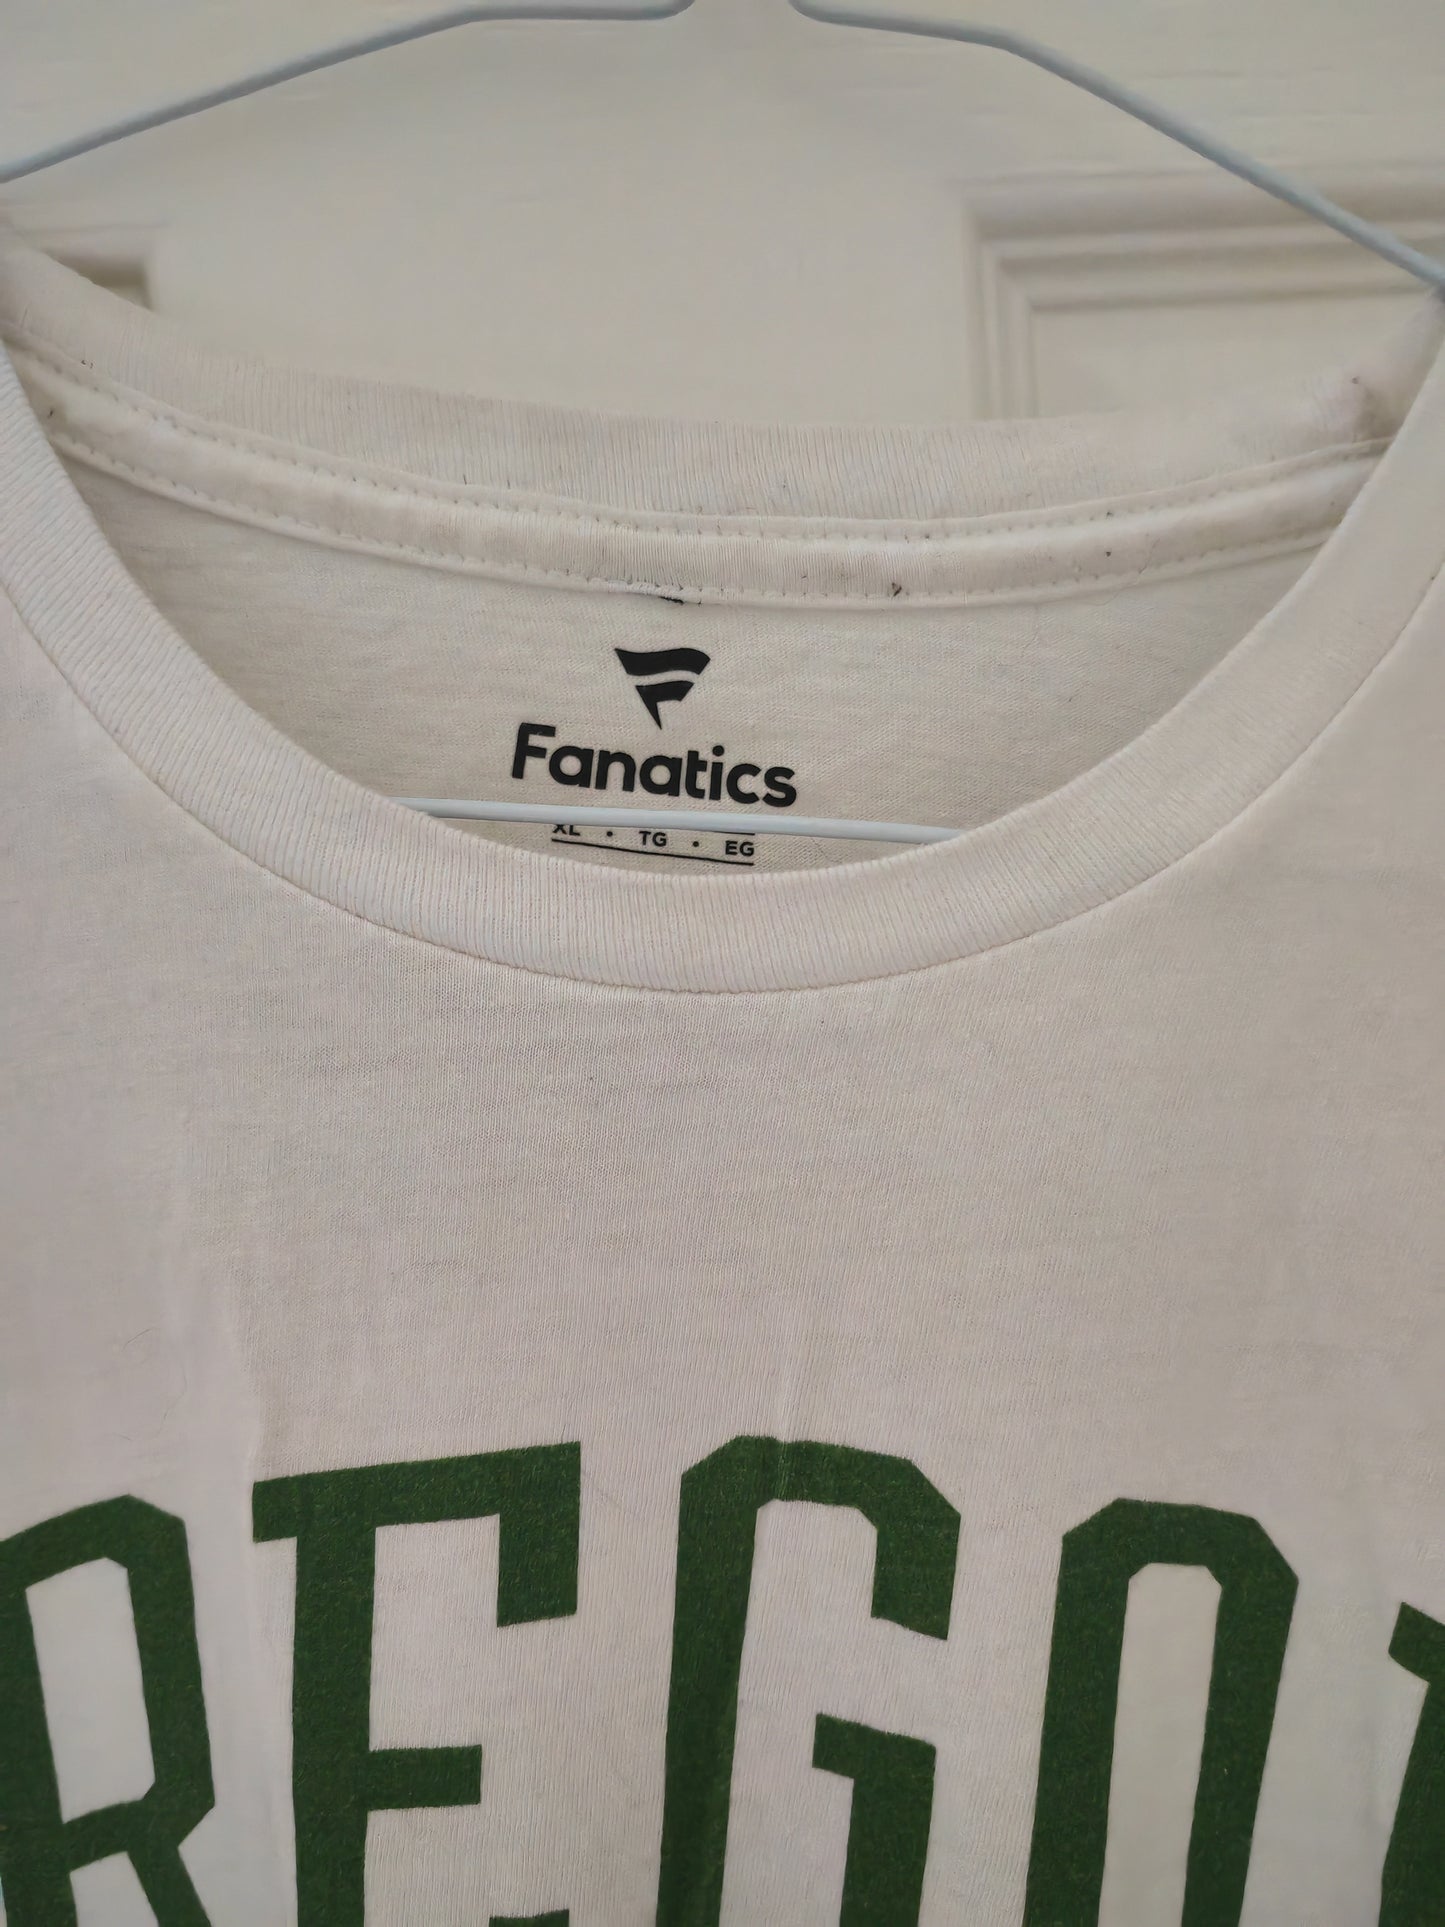 Fanatics
XL • TG • EG
REGO